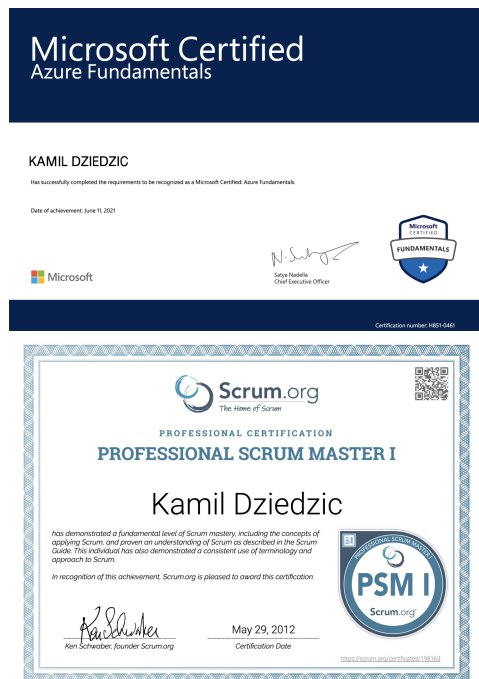 Microsoft Certified
Azure Fundamentals
KAMIL DZIEDZIC
Has successfully completed the requirements to be recognized as a Microsoft Certified: Azure Fundamentals.
Date of achievement: June 11, 2021
Microsoft
CERTIFIED
FUNDAMENTALS
Microsoft
Satya Nadella
Chief Executive Officer
Certification number: H851-0461
Scrum.org
The Home of Scrum
PROFESSIONAL CERTIFICATION
PROFESSIONAL SCRUM MASTER I
Kamil Dziedzic
has demonstrated a fundamental level of Scrum mastery, including the concepts of
applying Scrum, and proven an understanding of Scrum as described in the Scrum
Guide. This individual has also demonstrated a consistent use of terminology and
approach to Scrum.
In recognition of this achievement, Scrum.org is pleased to award this certification.
PROFESSIONAL SCRUM MASTER I
PSM I
Scrum.org
Ken Schwaber
May 29, 2012
Ken Schwaber, founder Scrum.org
Certification Date
https://scrum.org/certificates/198163